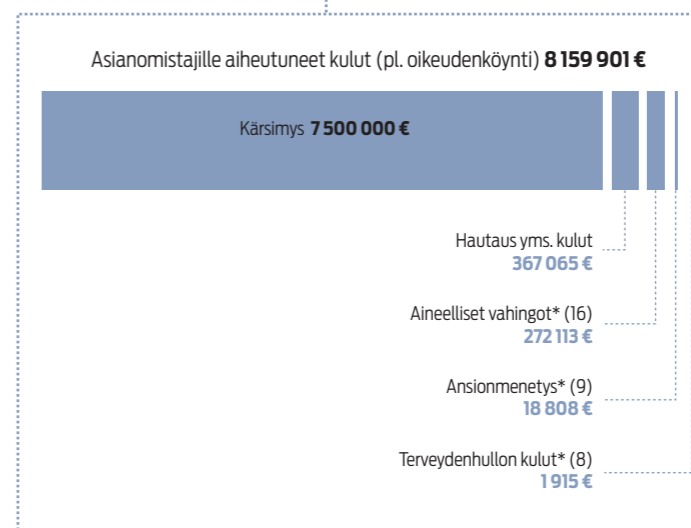 Asianomistajille aiheutuneet kulut (pl. oikeudenköynti) 8 159 901 €
Kärsimys 7 500 000 €
Hautaus yms. kulut
367 065 €
Aineelliset vahingot* (16)
272 113 €
Ansionmenetys* (9)
18 808 €
Terveydenhullon kulut* (8)
1 915 €